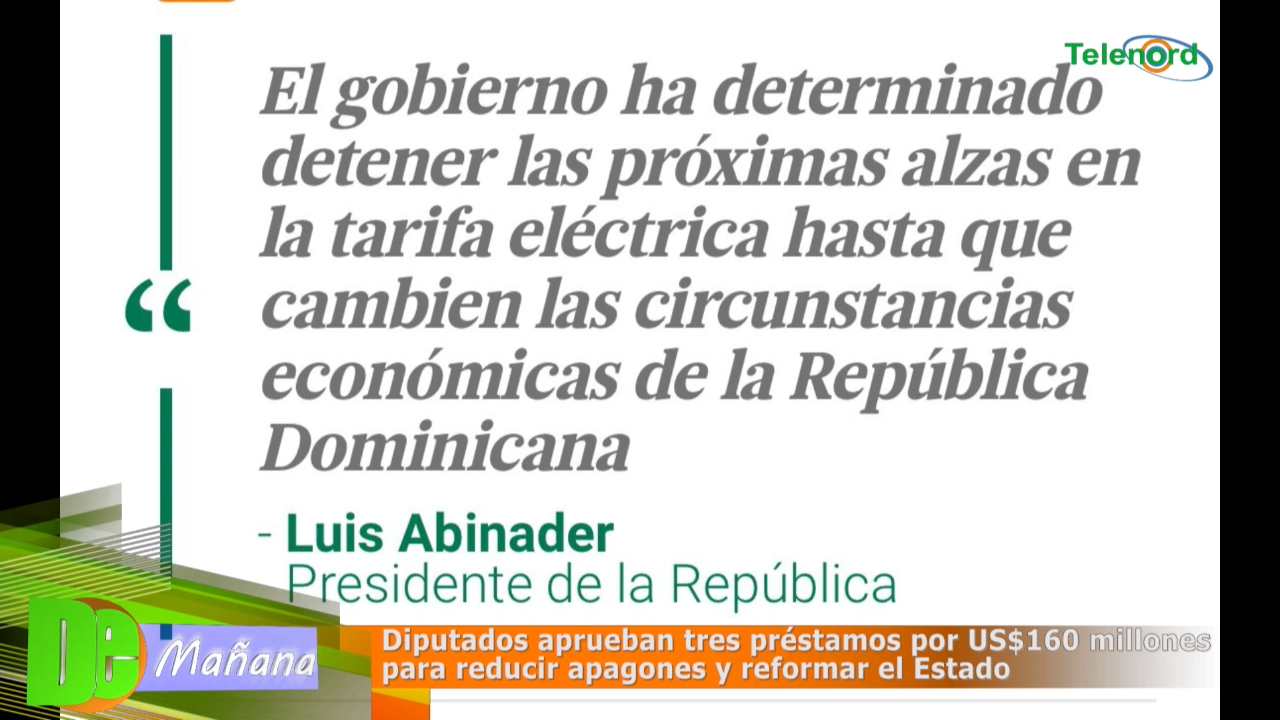 Telenord
“
El gobierno ha determinado
detener las próximas alzas en
la tarifa eléctrica hasta que
cambien las circunstancias
económicas de la República
Dominicana
- Luis Abinader
Presidente de la República
De Mañana
Diputados aprueban tres préstamos por US$160 millones
para reducir apagones y reformar el Estado